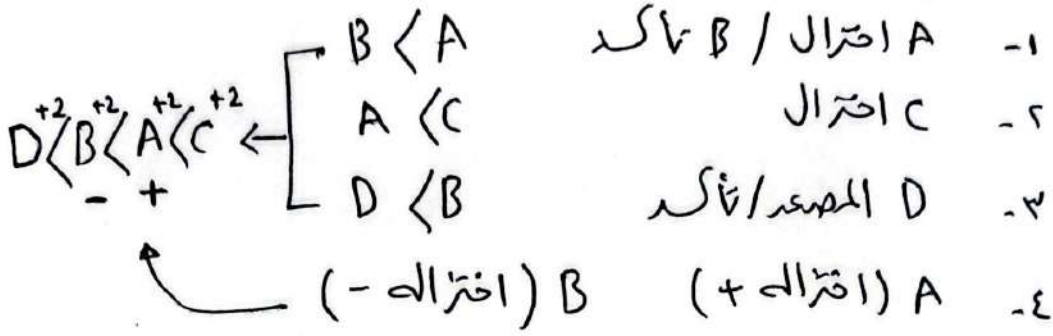 ١- A اختزال / B تأكسد B < A
٢- C اختزال A < C
٣- D المصعد/تأكسد D < B
٤- A (اختزاله +) B (اختزاله -)
D+2 < B+2 < A+2 < C+2 ←
- +